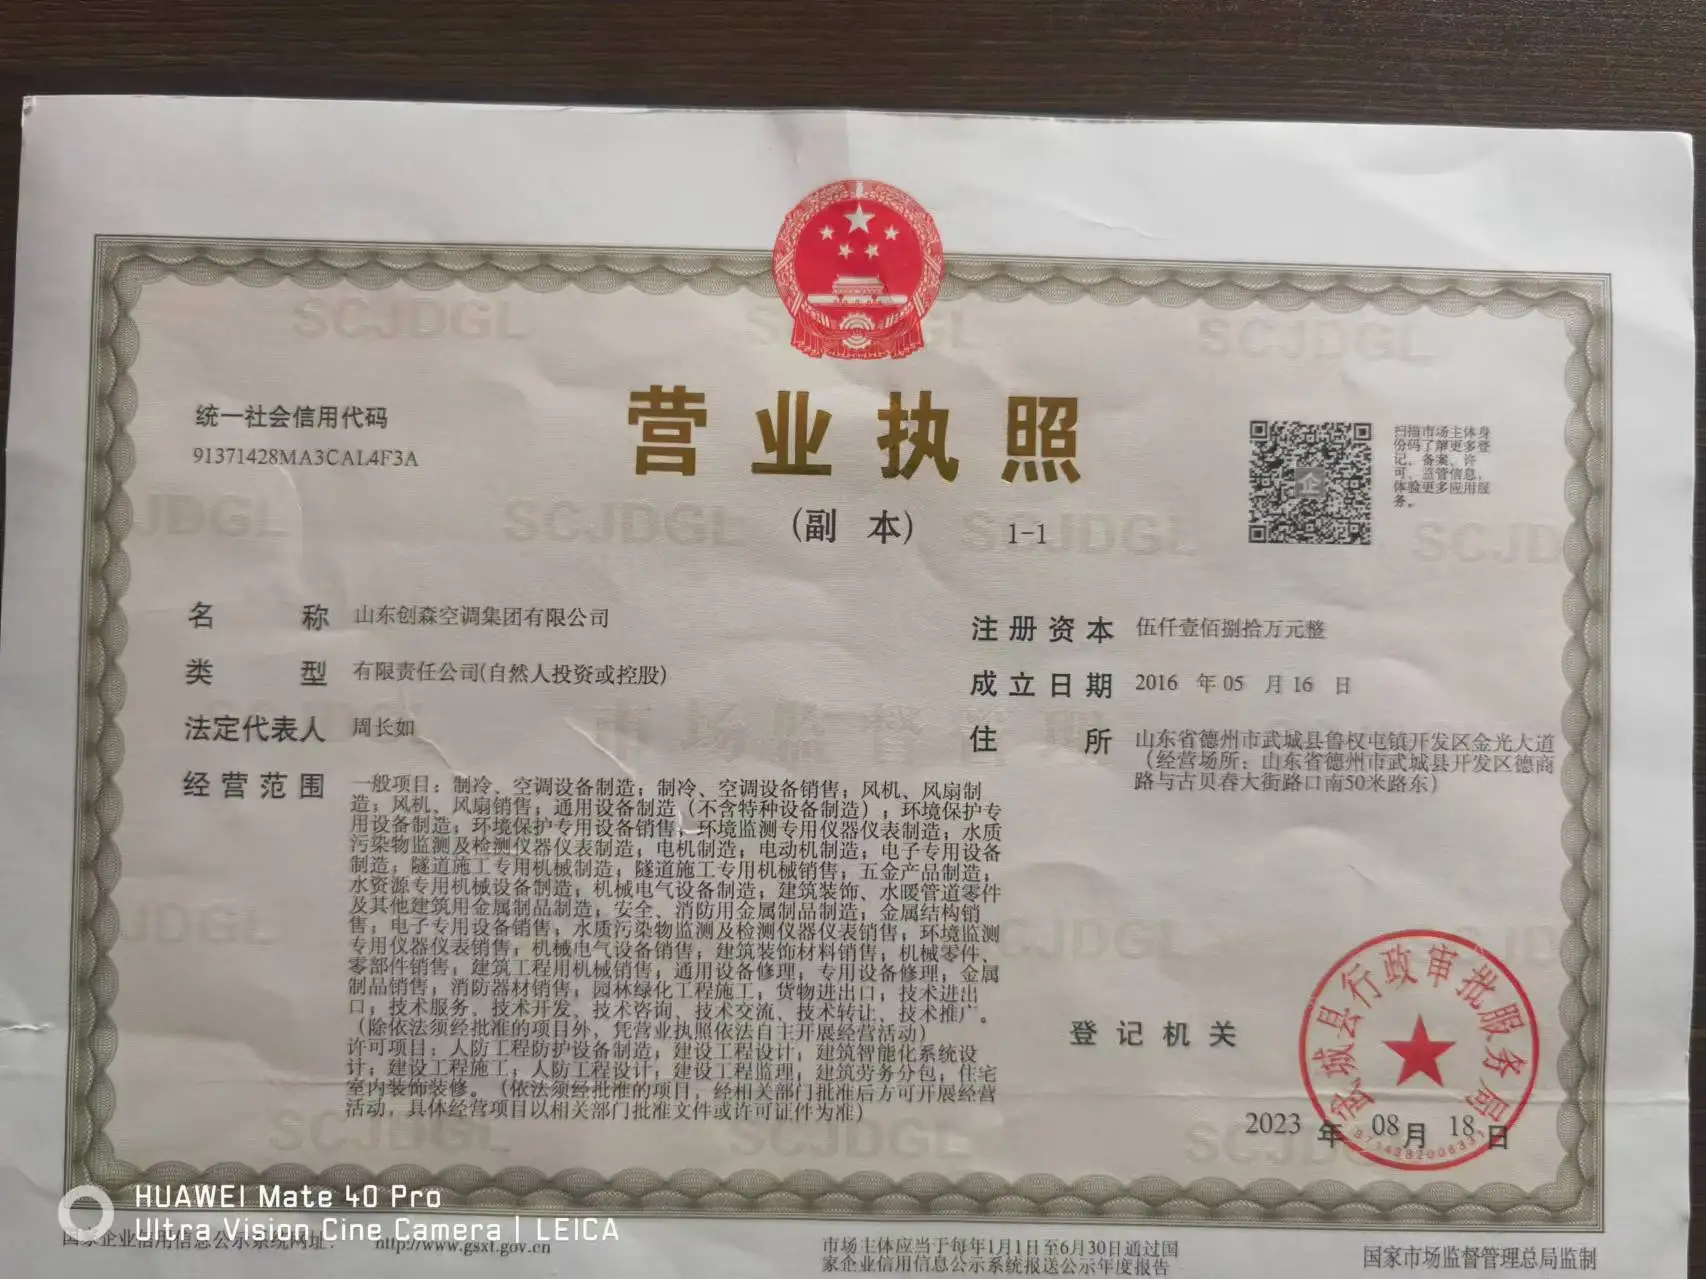 统一社会信用代码
91371428MA3CAL4F3A
营业执照
(副 本) 1-1
扫描市场主体身
份码了解更多登
记、备案、许
可、监管信息,
体验更多应用服
务。
名称 山东创森空调集团有限公司
类型 有限责任公司(自然人投资或控股)
法定代表人 周长如
经营范围 一般项目:制冷、空调设备制造;制冷、空调设备销售;风机、风扇制
造;风机、风扇销售;通用设备制造(不含特种设备制造);环境保护专
用设备制造;环境保护专用设备销售;环境监测专用仪器仪表制造;水质
污染物监测及检测仪器仪表制造;电机制造;电动机制造;电子专用设备
制造;隧道施工专用机械制造;隧道施工专用机械销售;五金产品制造;
水资源专用机械设备制造;机械电气设备制造;建筑装饰、水暖管道零件
及其他建筑用金属制品制造;安全、消防用金属制品制造;金属结构销
售;电子专用设备销售;水质污染物监测及检测仪器仪表销售;环境监测
专用仪器仪表销售;机械电气设备销售;建筑装饰材料销售;机械零件、
零部件销售;建筑工程用机械销售;通用设备修理;专用设备修理;金属
制品销售;消防器材销售;园林绿化工程施工;货物进出口;技术进出
口;技术服务、技术开发、技术咨询、技术交流、技术转让、技术推广。
(除依法须经批准的项目外,凭营业执照依法自主开展经营活动)
许可项目:人防工程防护设备制造;建设工程设计;建筑智能化系统设
计;建设工程施工;人防工程设计;建设工程监理;建筑劳务分包;住宅
室内装饰装修。(依法须经批准的项目,经相关部门批准后方可开展经营
活动,具体经营项目以相关部门批准文件或许可证件为准)
注册资本 伍仟壹佰捌拾万元整
成立日期 2016 年 05 月 16 日
住所 山东省德州市武城县鲁权屯镇开发区金光大道
(经营场所:山东省德州市武城县开发区德商
路与古贝春大街路口南50米路东)
登记机关
武城县行政审批服务局
2023 年 08 月 18 日
HUAWEI Mate 40 Pro
Ultra Vision Cine Camera | LEICA
国家企业信用信息公示系统网址: http://www.gsxt.gov.cn
市场主体应当于每年1月1日至6月30日通过国
家企业信用信息公示系统报送公示年度报告
国家市场监督管理总局监制